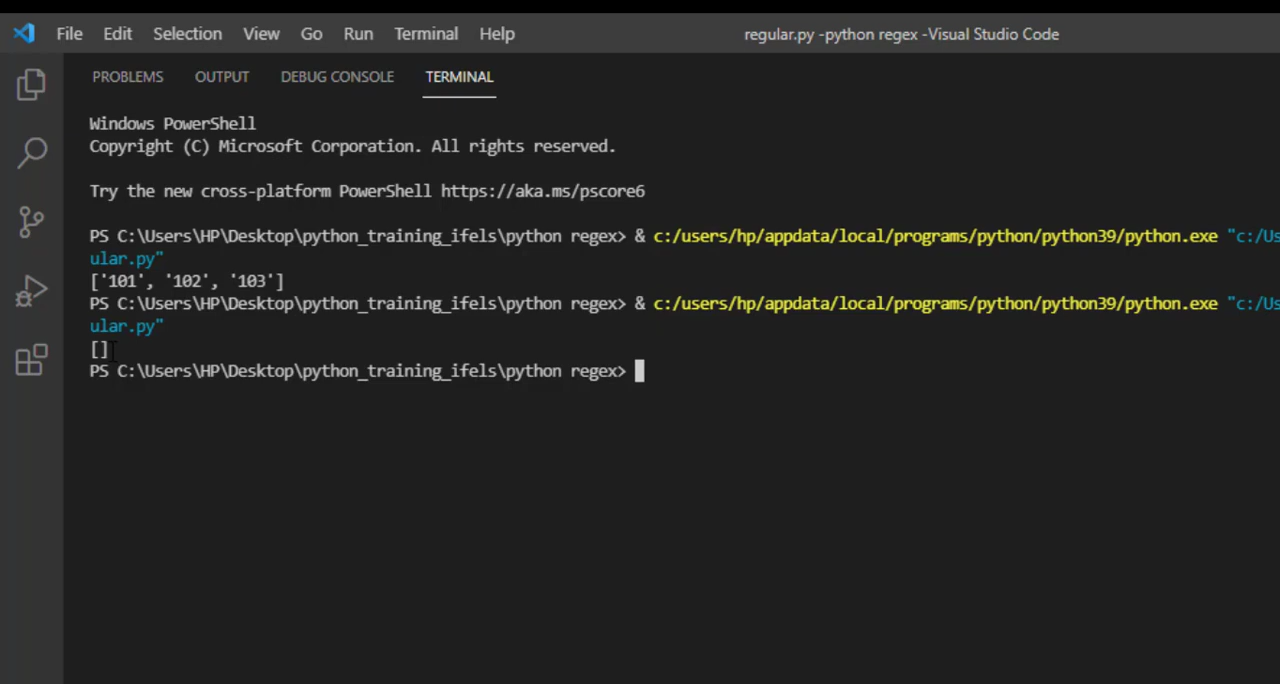 File Edit Selection View Go Run Terminal Help regular.py -python regex -Visual Studio Code
PROBLEMS OUTPUT DEBUG CONSOLE TERMINAL
Windows PowerShell
Copyright (C) Microsoft Corporation. All rights reserved.
Try the new cross-platform PowerShell https://aka.ms/pscore6
PS C:\Users\HP\Desktop\python_training_ifels\python regex> & c:/users/hp/appdata/local/programs/python/python39/python.exe "c:/Us
ular.py"
['101', '102', '103']
PS C:\Users\HP\Desktop\python_training_ifels\python regex> & c:/users/hp/appdata/local/programs/python/python39/python.exe "c:/Us
ular.py"
[]
PS C:\Users\HP\Desktop\python_training_ifels\python regex>